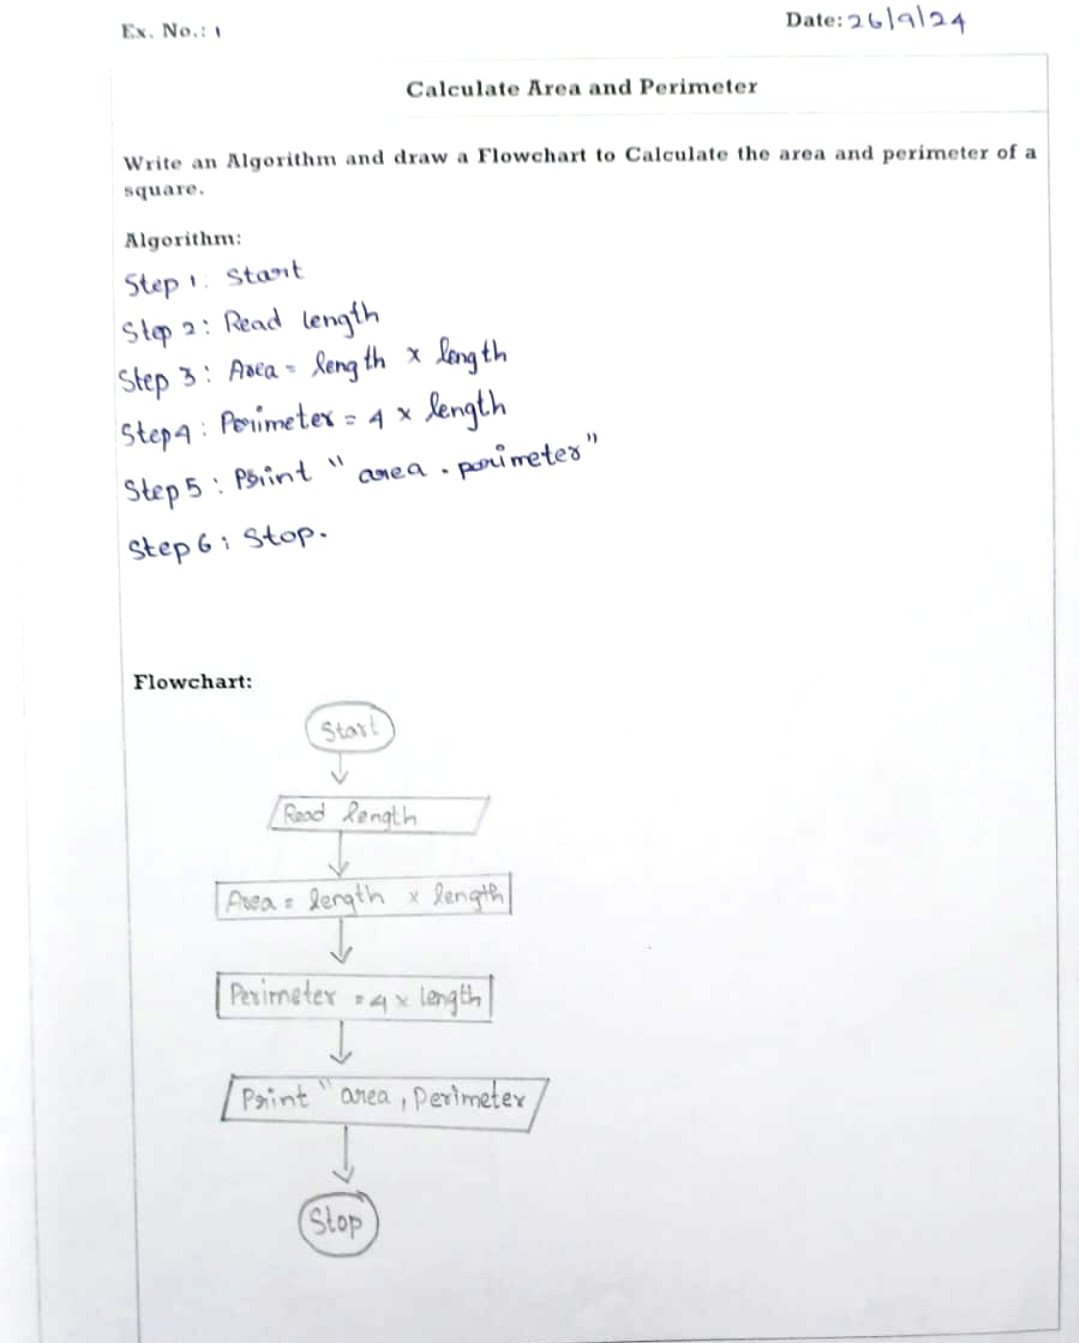 Ex. No.: 1
Date: 26/9/24
Calculate Area and Perimeter
Write an Algorithm and draw a Flowchart to Calculate the area and perimeter of a
square.
Algorithm:
Step 1: Start
Step 2: Read length
Step 3: Area = length x length
Step 4: Perimeter = 4 x length
Step 5: Print " area . perimeter"
Step 6: Stop.
Flowchart:
Start
Read length
Area = length x length
Perimeter = 4 x length
Print " area, Perimeter
Stop